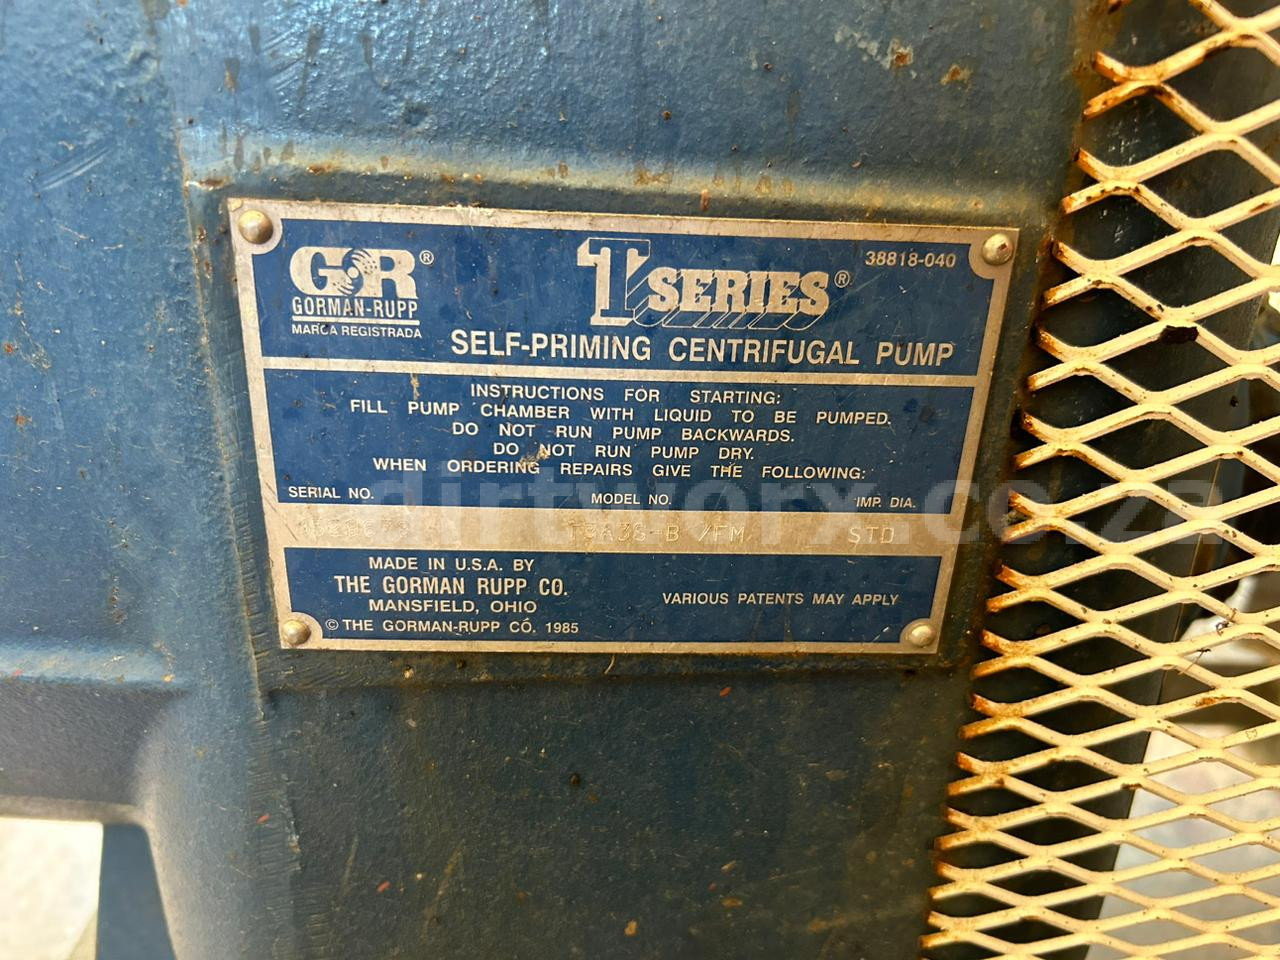 GR®
GORMAN-RUPP
MARCA REGISTRADA
T SERIES®
38818-040
SELF-PRIMING CENTRIFUGAL PUMP
INSTRUCTIONS FOR STARTING:
FILL PUMP CHAMBER WITH LIQUID TO BE PUMPED.
DO NOT RUN PUMP BACKWARDS.
DO NOT RUN PUMP DRY.
WHEN ORDERING REPAIRS GIVE THE FOLLOWING:
SERIAL NO. MODEL NO. IMP. DIA.
T3A3S-B /FM STD
MADE IN U.S.A. BY
THE GORMAN RUPP CO.
MANSFIELD, OHIO
VARIOUS PATENTS MAY APPLY
© THE GORMAN-RUPP CO. 1985
dirtworx.co.za